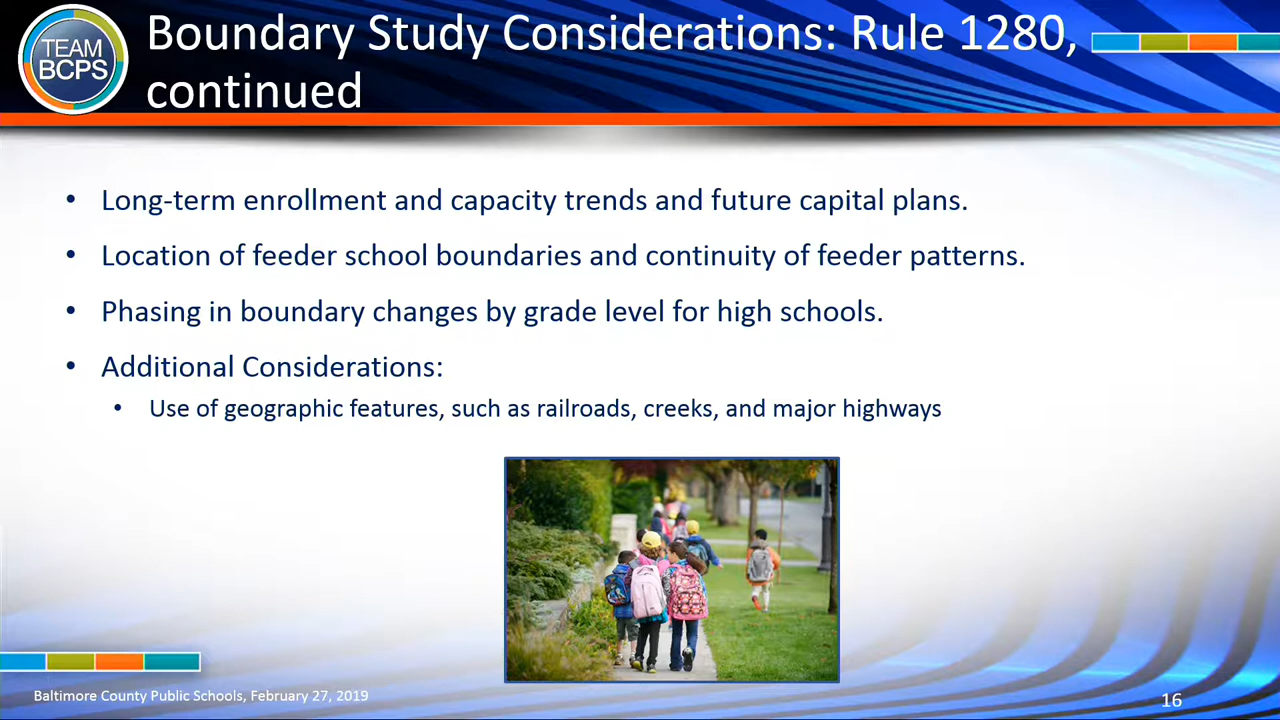 TEAM
BCPS
Boundary Study Considerations: Rule 1280,
continued
• Long-term enrollment and capacity trends and future capital plans.
• Location of feeder school boundaries and continuity of feeder patterns.
• Phasing in boundary changes by grade level for high schools.
• Additional Considerations:
• Use of geographic features, such as railroads, creeks, and major highways
Baltimore County Public Schools, February 27, 2019
16